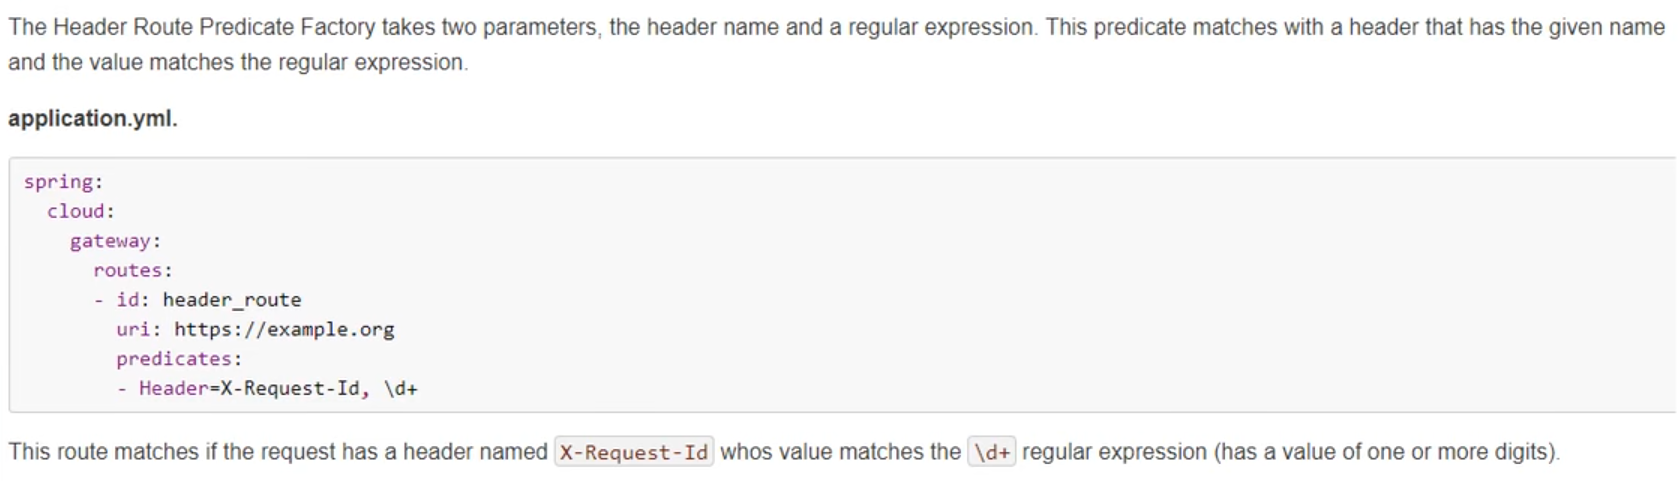 The Header Route Predicate Factory takes two parameters, the header name and a regular expression. This predicate matches with a header that has the given name
and the value matches the regular expression.
application.yml.
spring:
  cloud:
    gateway:
      routes:
      - id: header_route
        uri: https://example.org
        predicates:
        - Header=X-Request-Id, \d+
This route matches if the request has a header named X-Request-Id whos value matches the \d+ regular expression (has a value of one or more digits).